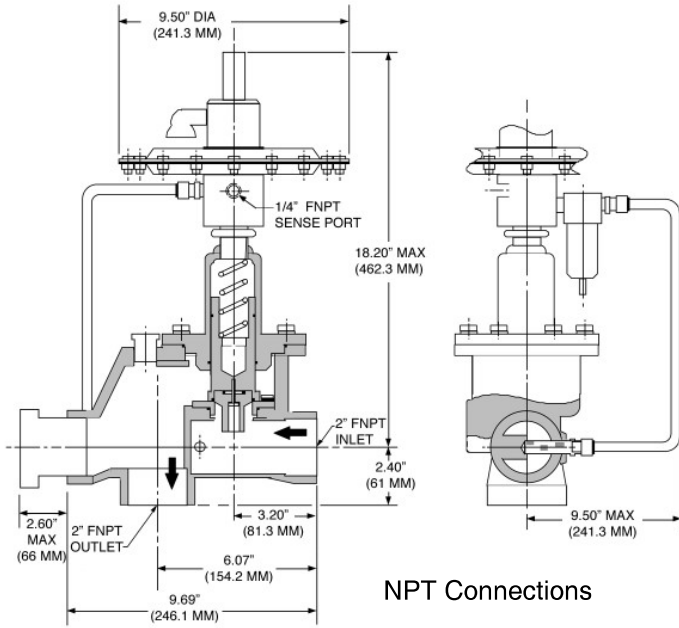 9.50" DIA
(241.3 MM)
1/4" FNPT
SENSE PORT
18.20" MAX
(462.3 MM)
2" FNPT
INLET
2.40"
(61 MM)
2.60"
MAX
(66 MM)
2" FNPT
OUTLET
3.20"
(81.3 MM)
6.07"
(154.2 MM)
9.69"
(246.1 MM)
9.50" MAX
(241.3 MM)
NPT Connections